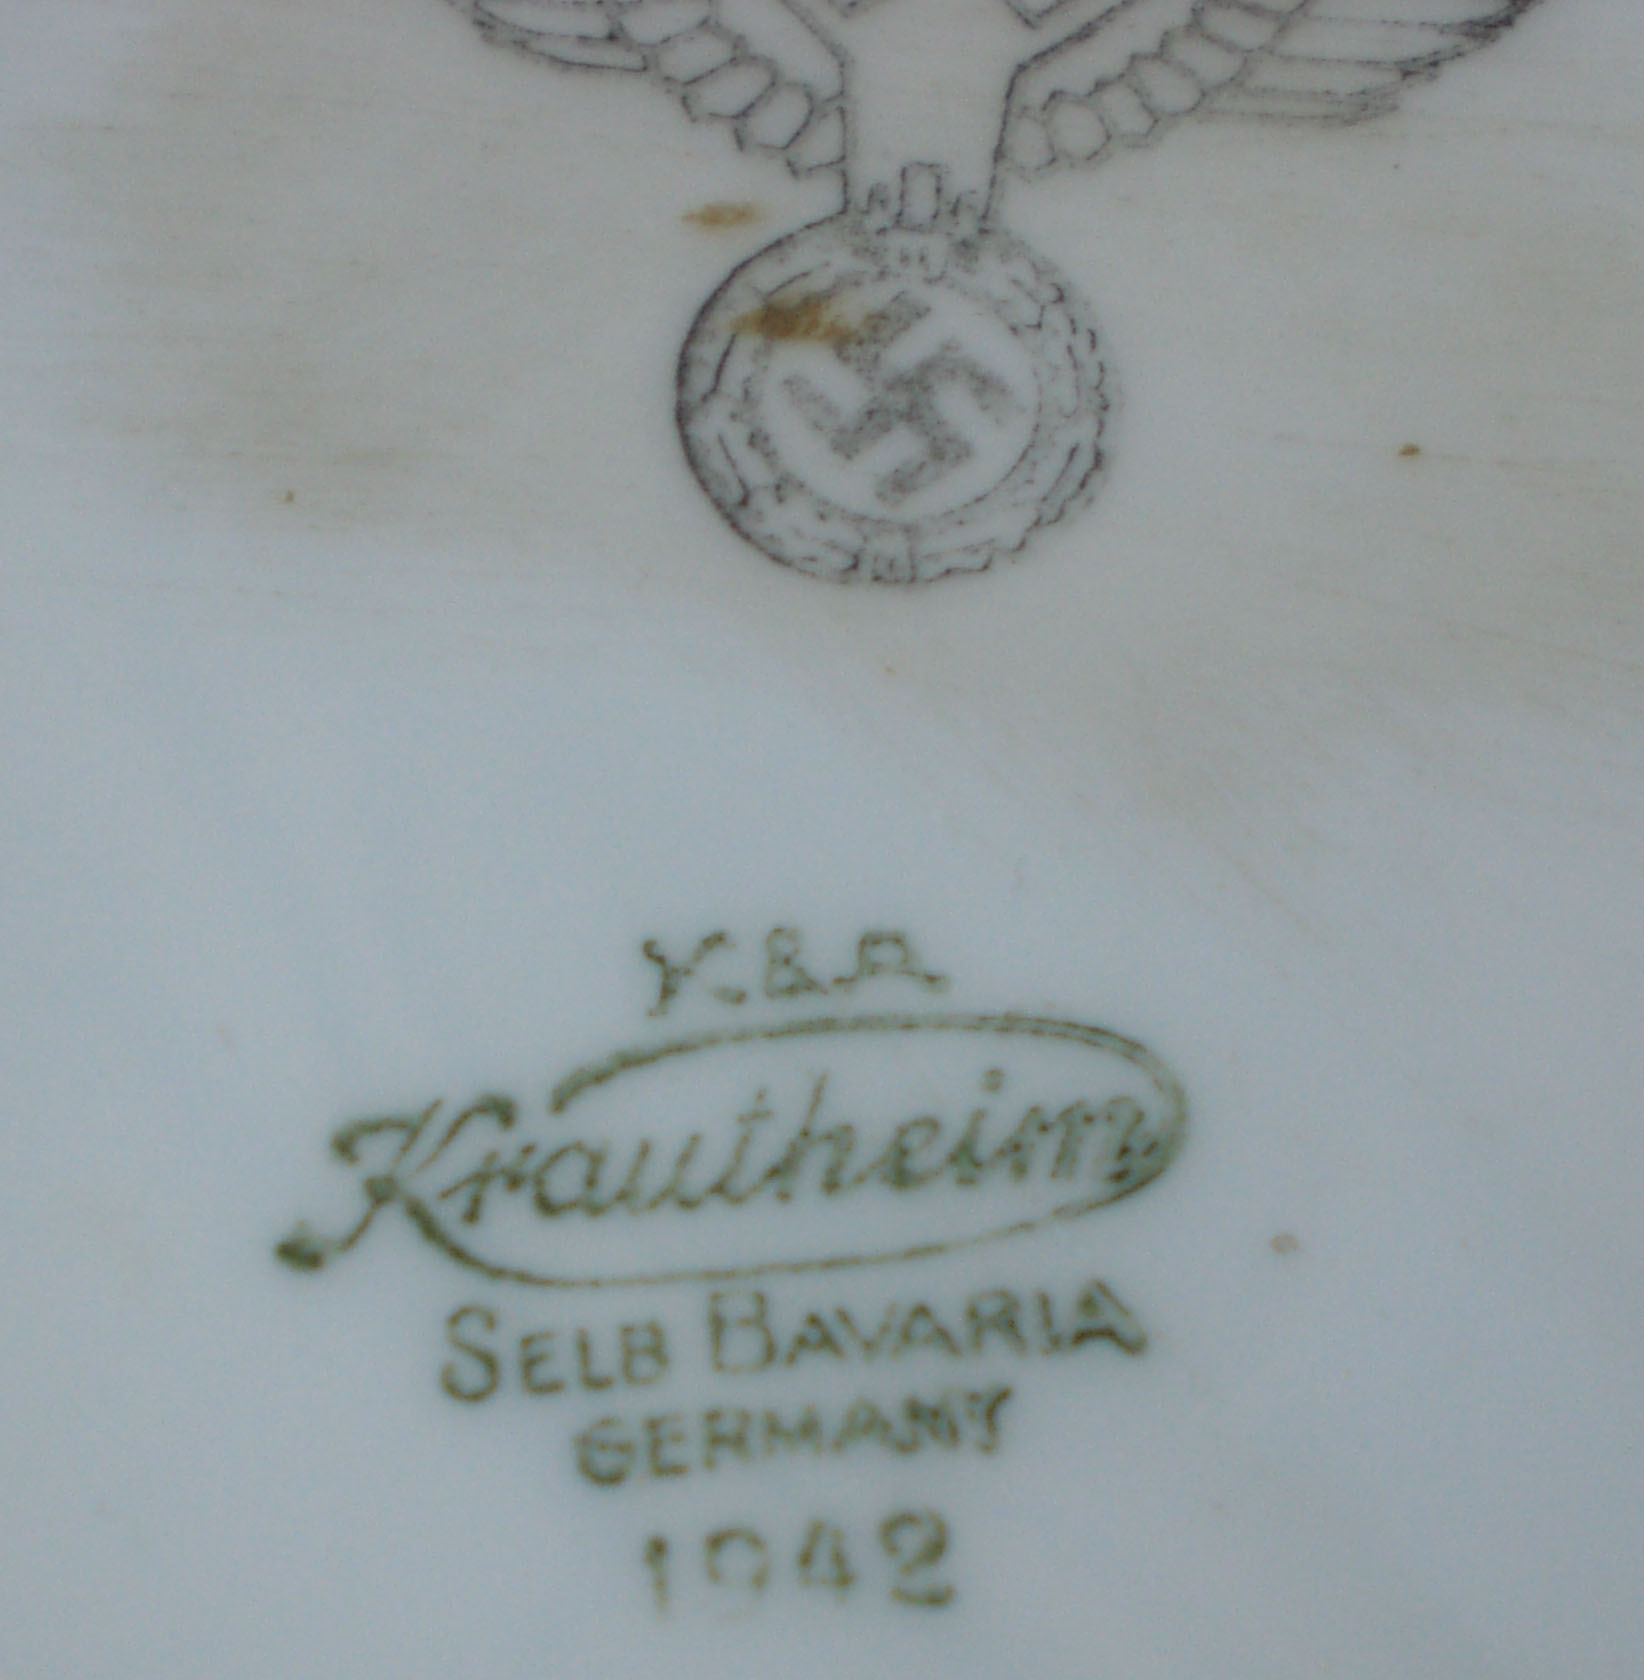 K & A
Krautheim
SELB BAVARIA
GERMANY
1942